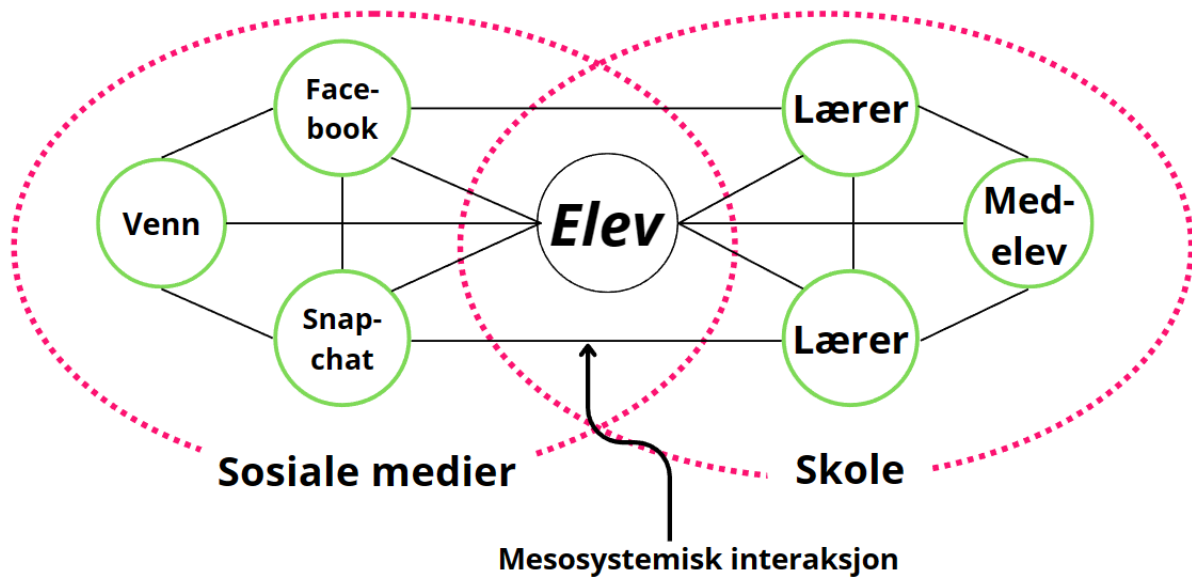 Face-
book
Lærer
Venn
Elev
Med-
elev
Snap-
chat
Lærer
Sosiale medier
Skole
Mesosystemisk interaksjon